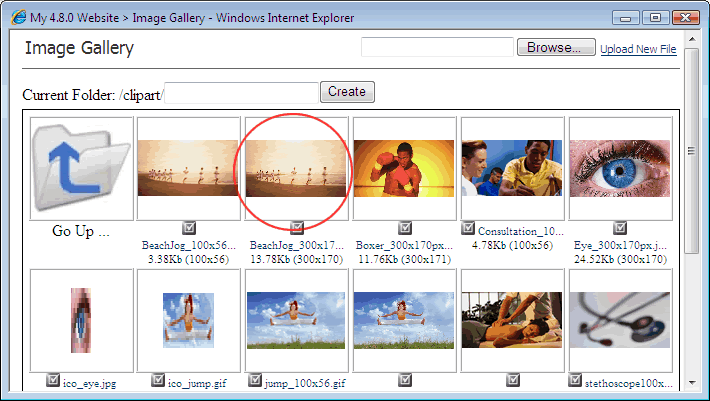 My 4.8.0 Website > Image Gallery - Windows Internet Explorer
Image Gallery
Browse... Upload New File
Current Folder: /clipart/ Create
Go Up ...
BeachJog_100x56... BeachJog_300x17... Boxer_300x170px... Consultation_10... Eye_300x170px.j...
3.38Kb (100x56) 13.78Kb (300x170) 11.76Kb (300x171) 4.78Kb (100x56) 24.52Kb (300x170)
ico_eye.jpg ico_jump.gif jump_100x56.gif stethoscope100x...